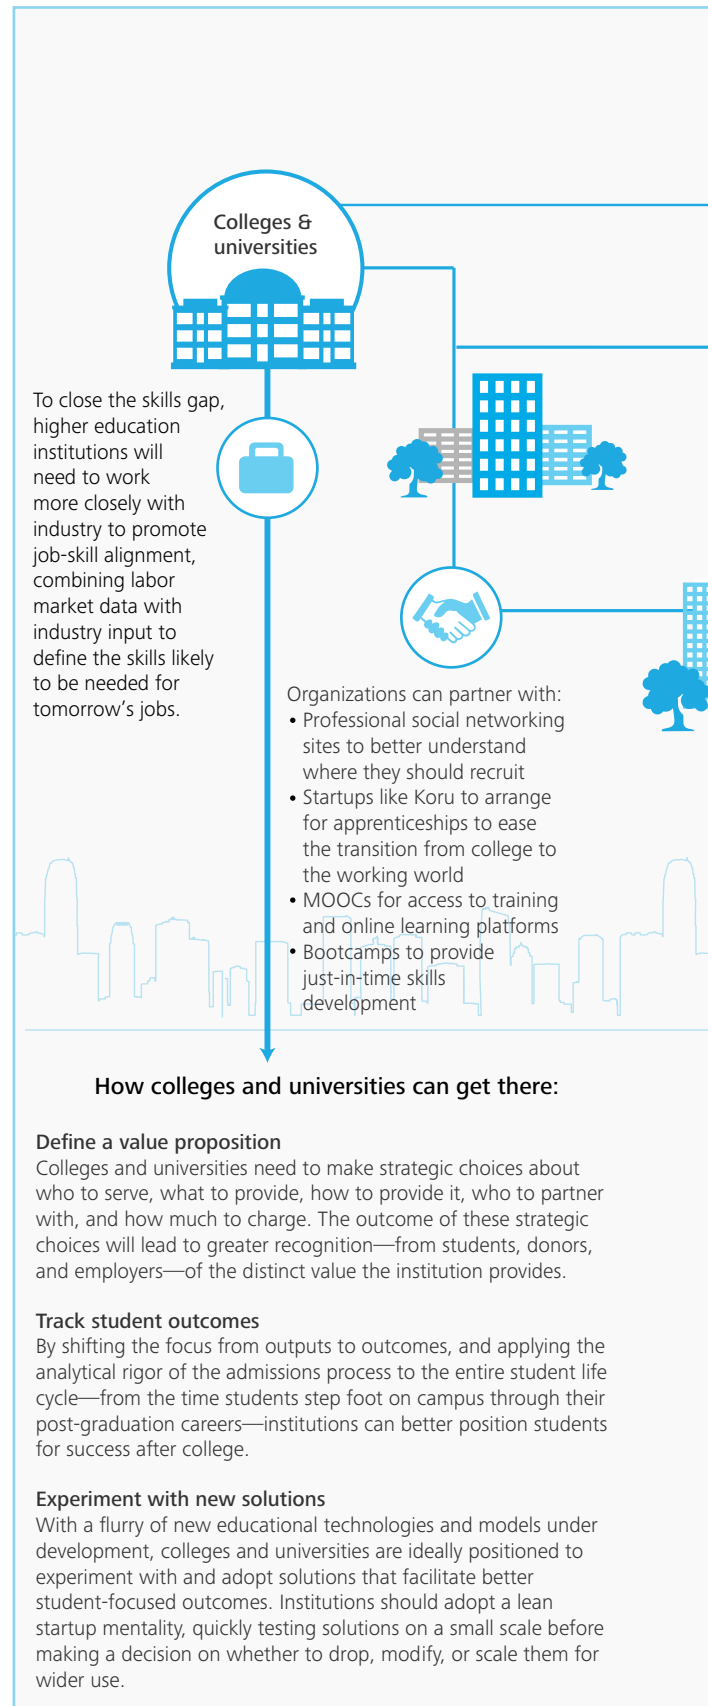 Colleges &
universities
To close the skills gap,
higher education
institutions will
need to work
more closely with
industry to promote
job-skill alignment,
combining labor
market data with
industry input to
define the skills likely
to be needed for
tomorrow’s jobs.
Organizations can partner with:
• Professional social networking
sites to better understand
where they should recruit
• Startups like Koru to arrange
for apprenticeships to ease
the transition from college to
the working world
• MOOCs for access to training
and online learning platforms
• Bootcamps to provide
just-in-time skills
development
How colleges and universities can get there:
Define a value proposition
Colleges and universities need to make strategic choices about
who to serve, what to provide, how to provide it, who to partner
with, and how much to charge. The outcome of these strategic
choices will lead to greater recognition—from students, donors,
and employers—of the distinct value the institution provides.
Track student outcomes
By shifting the focus from outputs to outcomes, and applying the
analytical rigor of the admissions process to the entire student life
cycle—from the time students step foot on campus through their
post-graduation careers—institutions can better position students
for success after college.
Experiment with new solutions
With a flurry of new educational technologies and models under
development, colleges and universities are ideally positioned to
experiment with and adopt solutions that facilitate better
student-focused outcomes. Institutions should adopt a lean
startup mentality, quickly testing solutions on a small scale before
making a decision on whether to drop, modify, or scale them for
wider use.